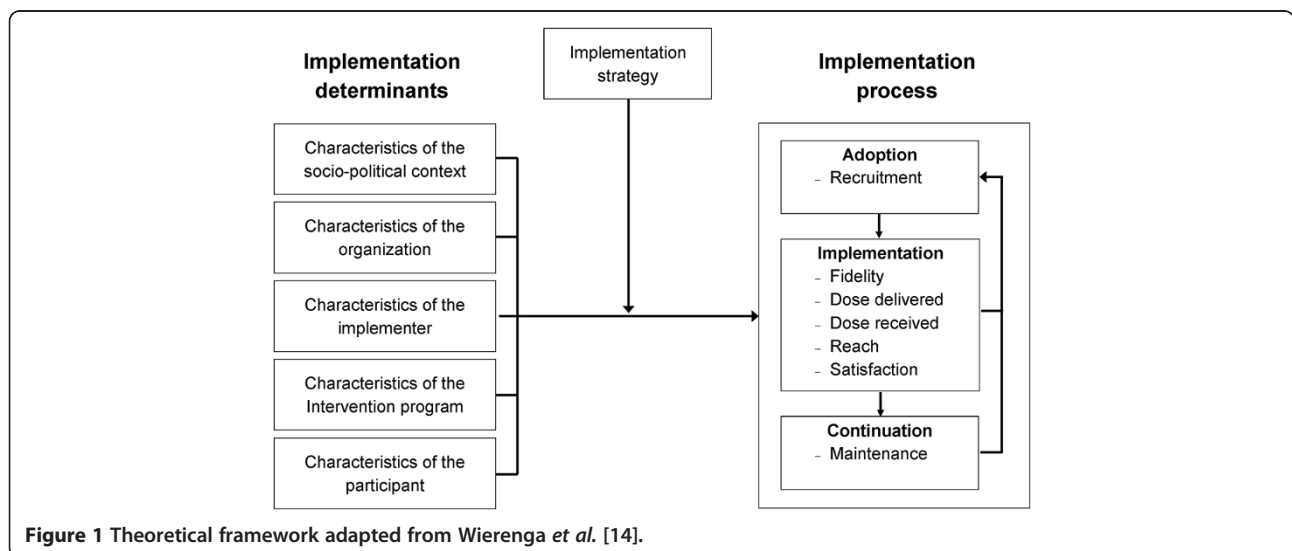 Implementation
determinants
Characteristics of the
socio-political context
Characteristics of the
organization
Characteristics of the
implementer
Characteristics of the
Intervention program
Characteristics of the
participant
Implementation
strategy
Implementation
process
Adoption
– Recruitment
Implementation
– Fidelity
– Dose delivered
– Dose received
– Reach
– Satisfaction
Continuation
– Maintenance
Figure 1 Theoretical framework adapted from Wierenga et al. [14].